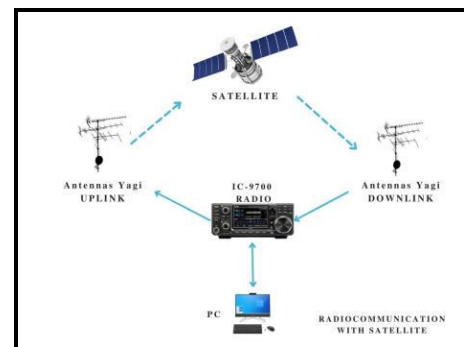 SATELLITE
Antennas Yagi
UPLINK
IC-9700
RADIO
Antennas Yagi
DOWNLINK
PC
RADIOCOMMUNICATION
WITH SATELLITE